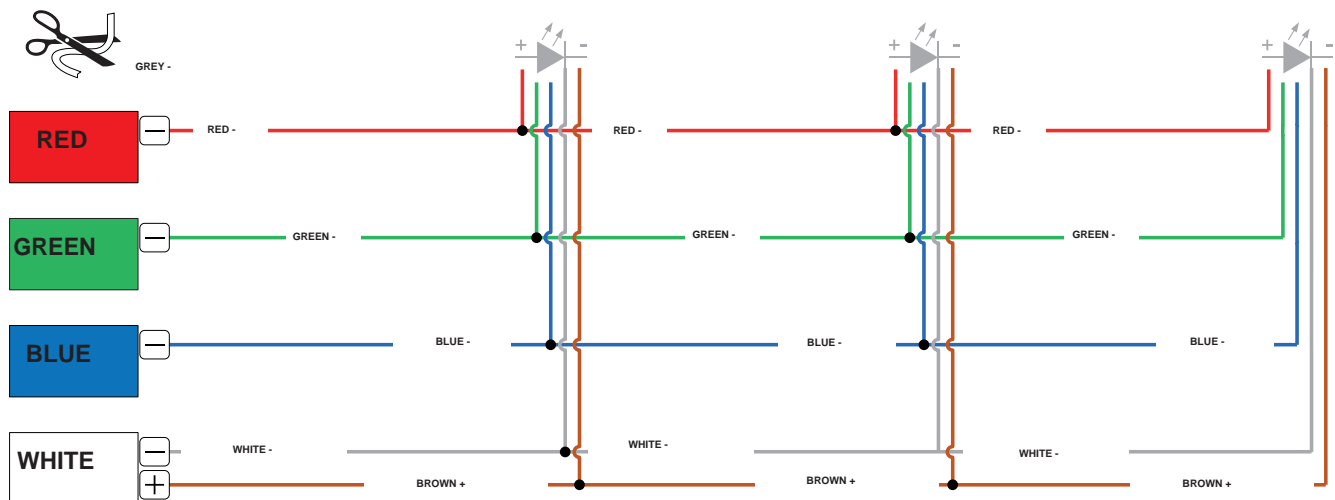 GREY -
+ -
+ -
+ -
RED
−
RED -
RED -
RED -
GREEN
−
GREEN -
GREEN -
GREEN -
BLUE
−
BLUE -
BLUE -
BLUE -
WHITE
−
WHITE -
WHITE -
WHITE -
+
BROWN +
BROWN +
BROWN +